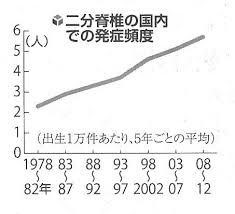 二分脊椎の国内
での発症頻度
(人)
6
5
4
3
2
1
0
(出生1万件あたり、5年ごとの平均)
1978 83 88 93 98 03 08
〜 〜 〜 〜 〜 〜 〜
82年 87 92 97 2002 07 12